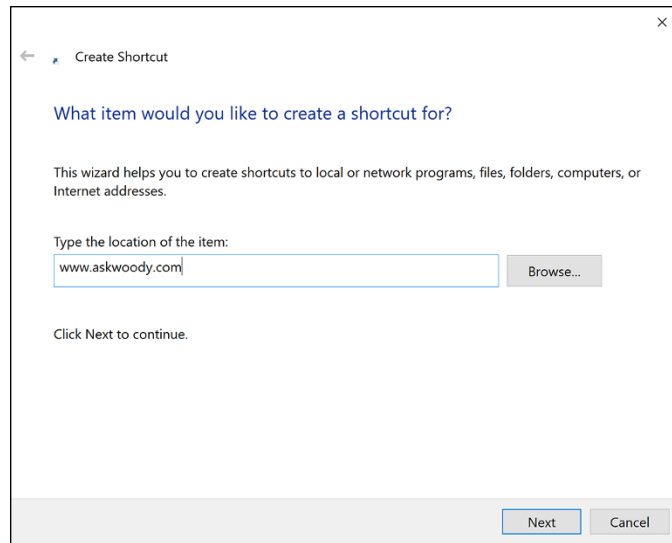 Create Shortcut
What item would you like to create a shortcut for?
This wizard helps you to create shortcuts to local or network programs, files, folders, computers, or
Internet addresses.
Type the location of the item:
www.askwoody.com
Browse...
Click Next to continue.
Next
Cancel